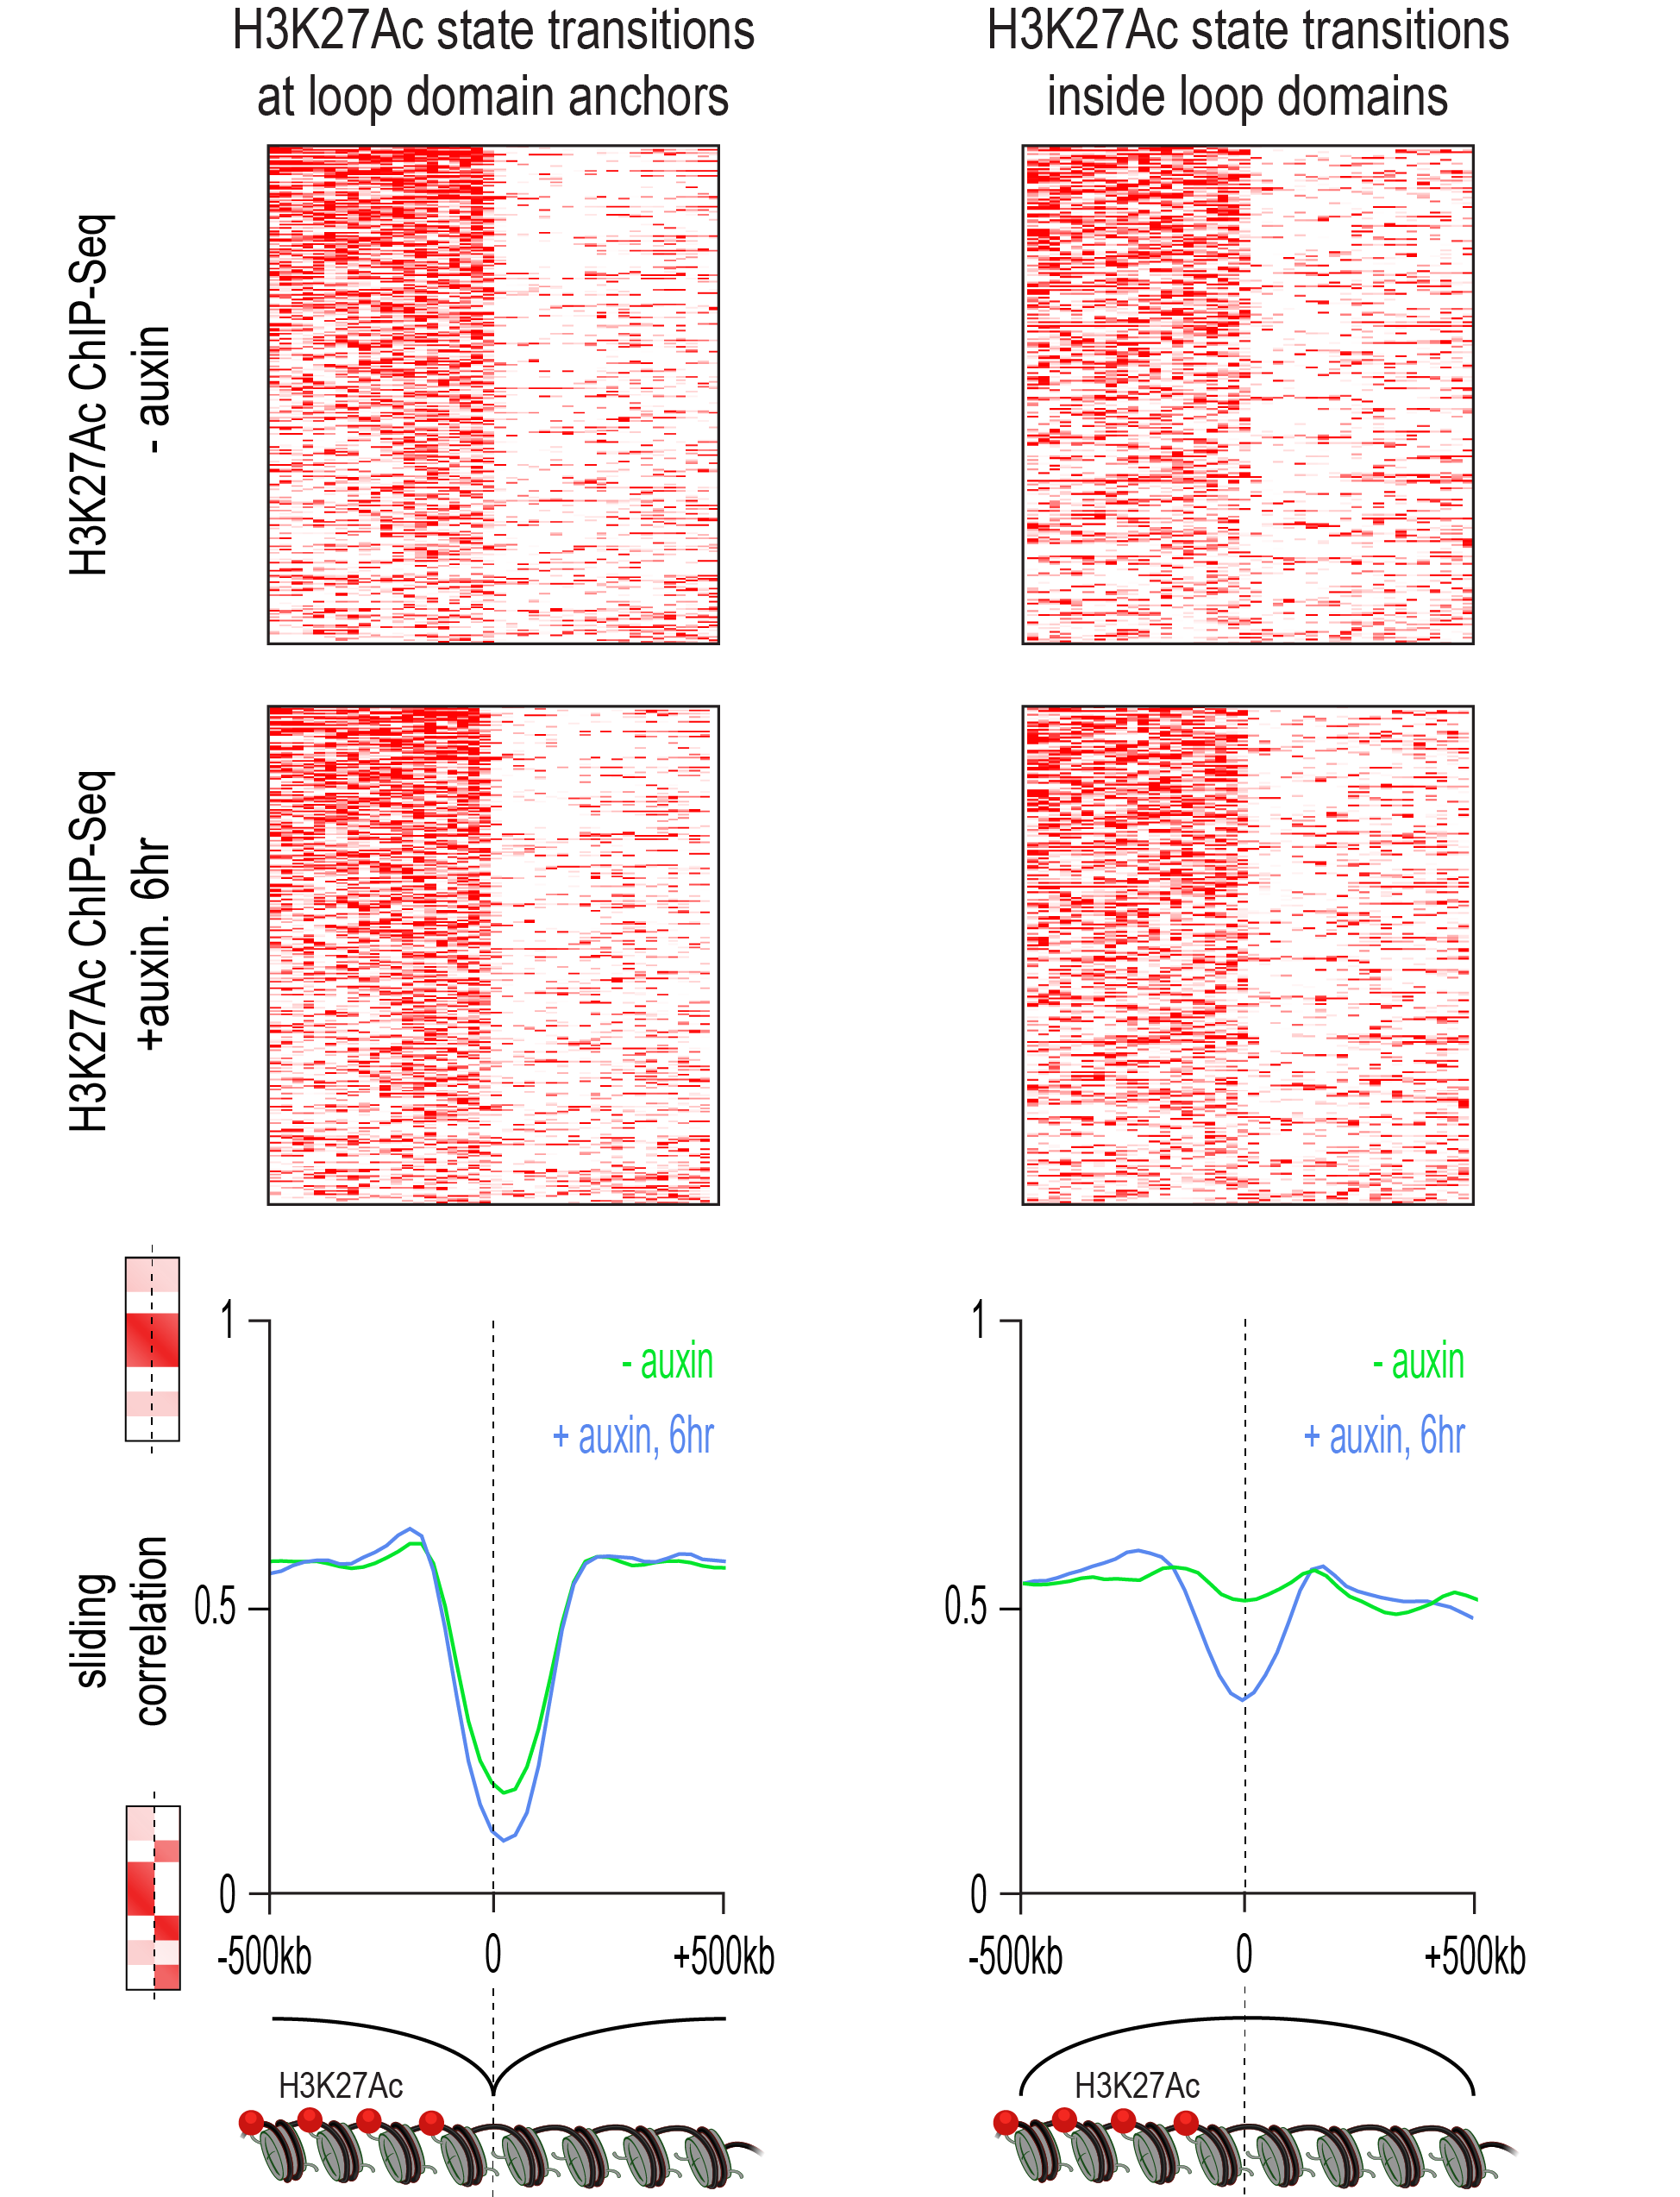 H3K27Ac state transitions
at loop domain anchors
H3K27Ac state transitions
inside loop domains
H3K27Ac ChIP-Seq
- auxin
H3K27Ac ChIP-Seq
+auxin. 6hr
sliding
correlation
1
0.5
0
- auxin
+ auxin, 6hr
-500kb
0
+500kb
H3K27Ac
1
0.5
0
- auxin
+ auxin, 6hr
-500kb
0
+500kb
H3K27Ac